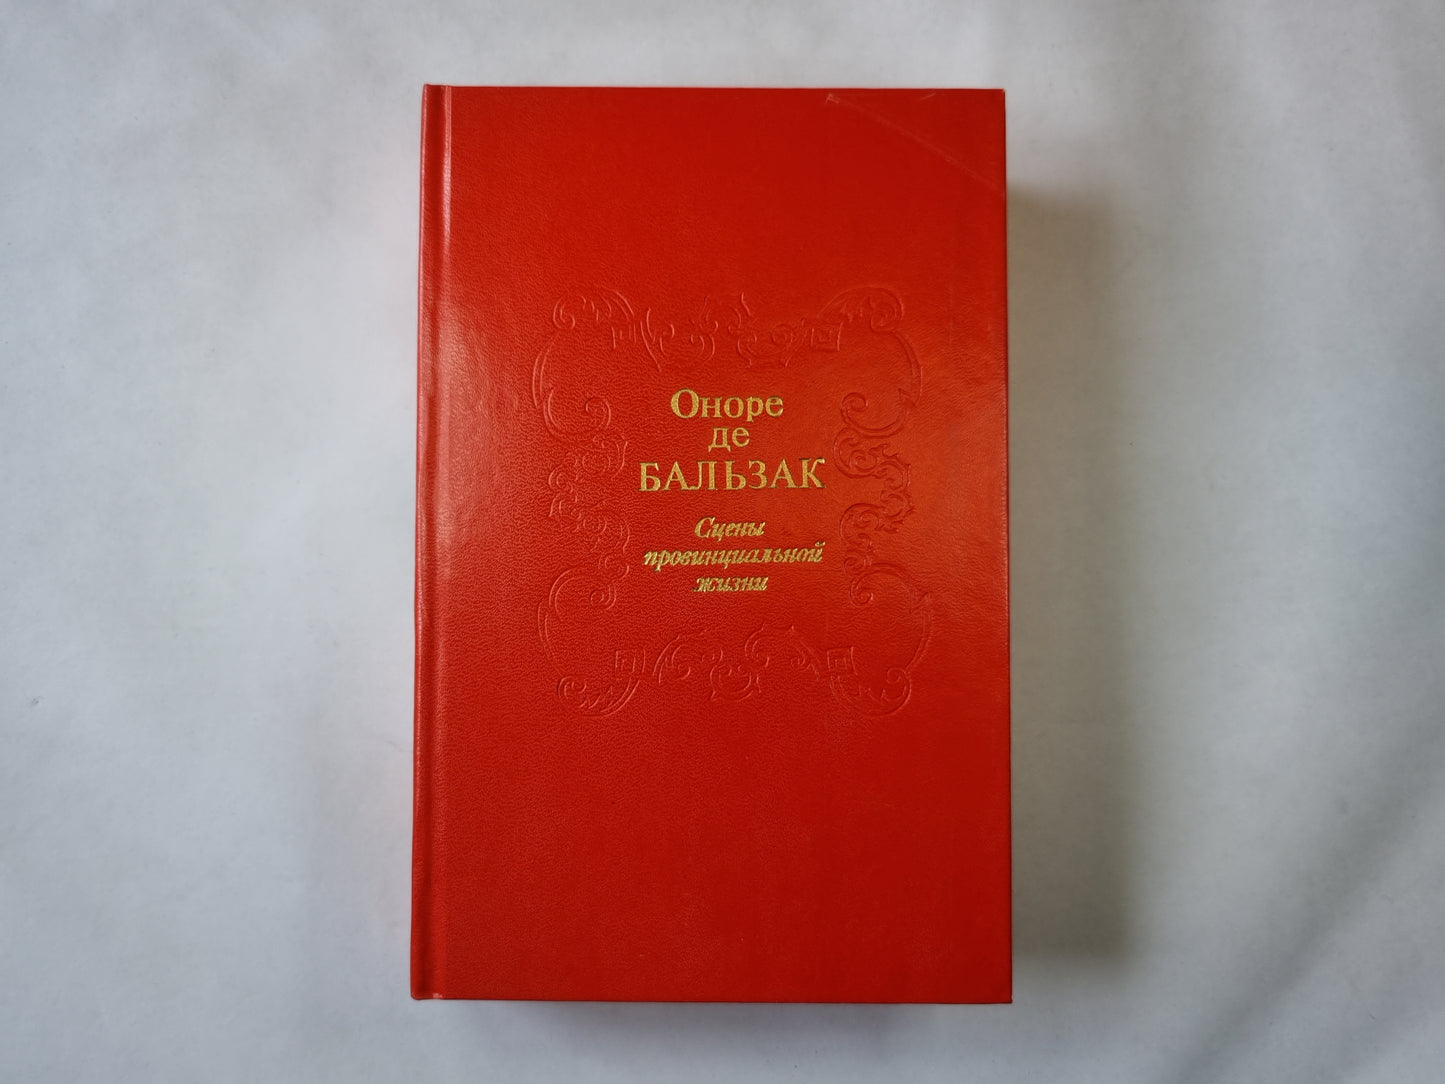 Оноре
де
БАЛЬЗАК
Сцены
провинциальной
жизни